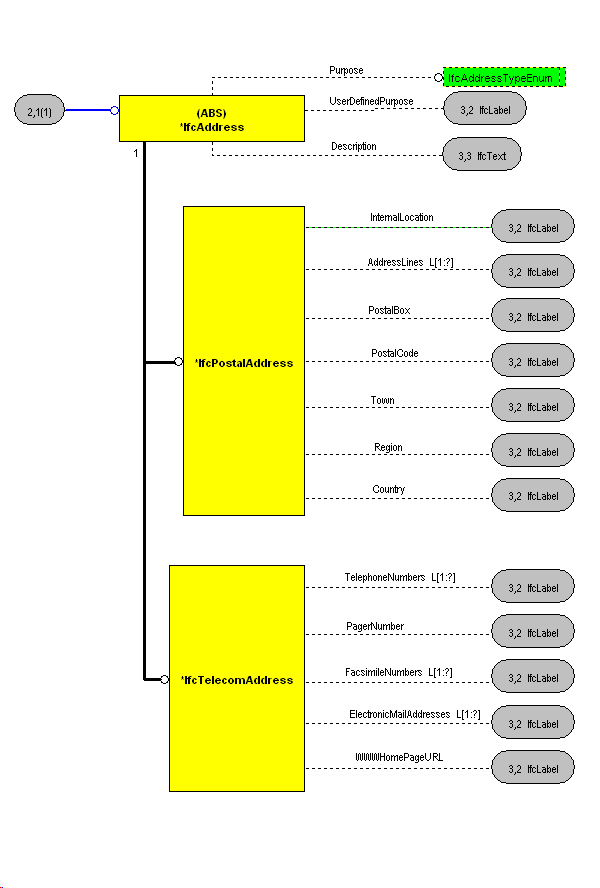 Purpose
IfcAddressTypeEnum
2,1(1)
(ABS)
*IfcAddress
UserDefinedPurpose
3,2 IfcLabel
1
Description
3,3 IfcText
InternalLocation
3,2 IfcLabel
AddressLines L[1:?]
3,2 IfcLabel
PostalBox
3,2 IfcLabel
*IfcPostalAddress
PostalCode
3,2 IfcLabel
Town
3,2 IfcLabel
Region
3,2 IfcLabel
Country
3,2 IfcLabel
TelephoneNumbers L[1:?]
3,2 IfcLabel
PagerNumber
3,2 IfcLabel
*IfcTelecomAddress
FacsimileNumbers L[1:?]
3,2 IfcLabel
ElectronicMailAddresses L[1:?]
3,2 IfcLabel
WWWHomePageURL
3,2 IfcLabel